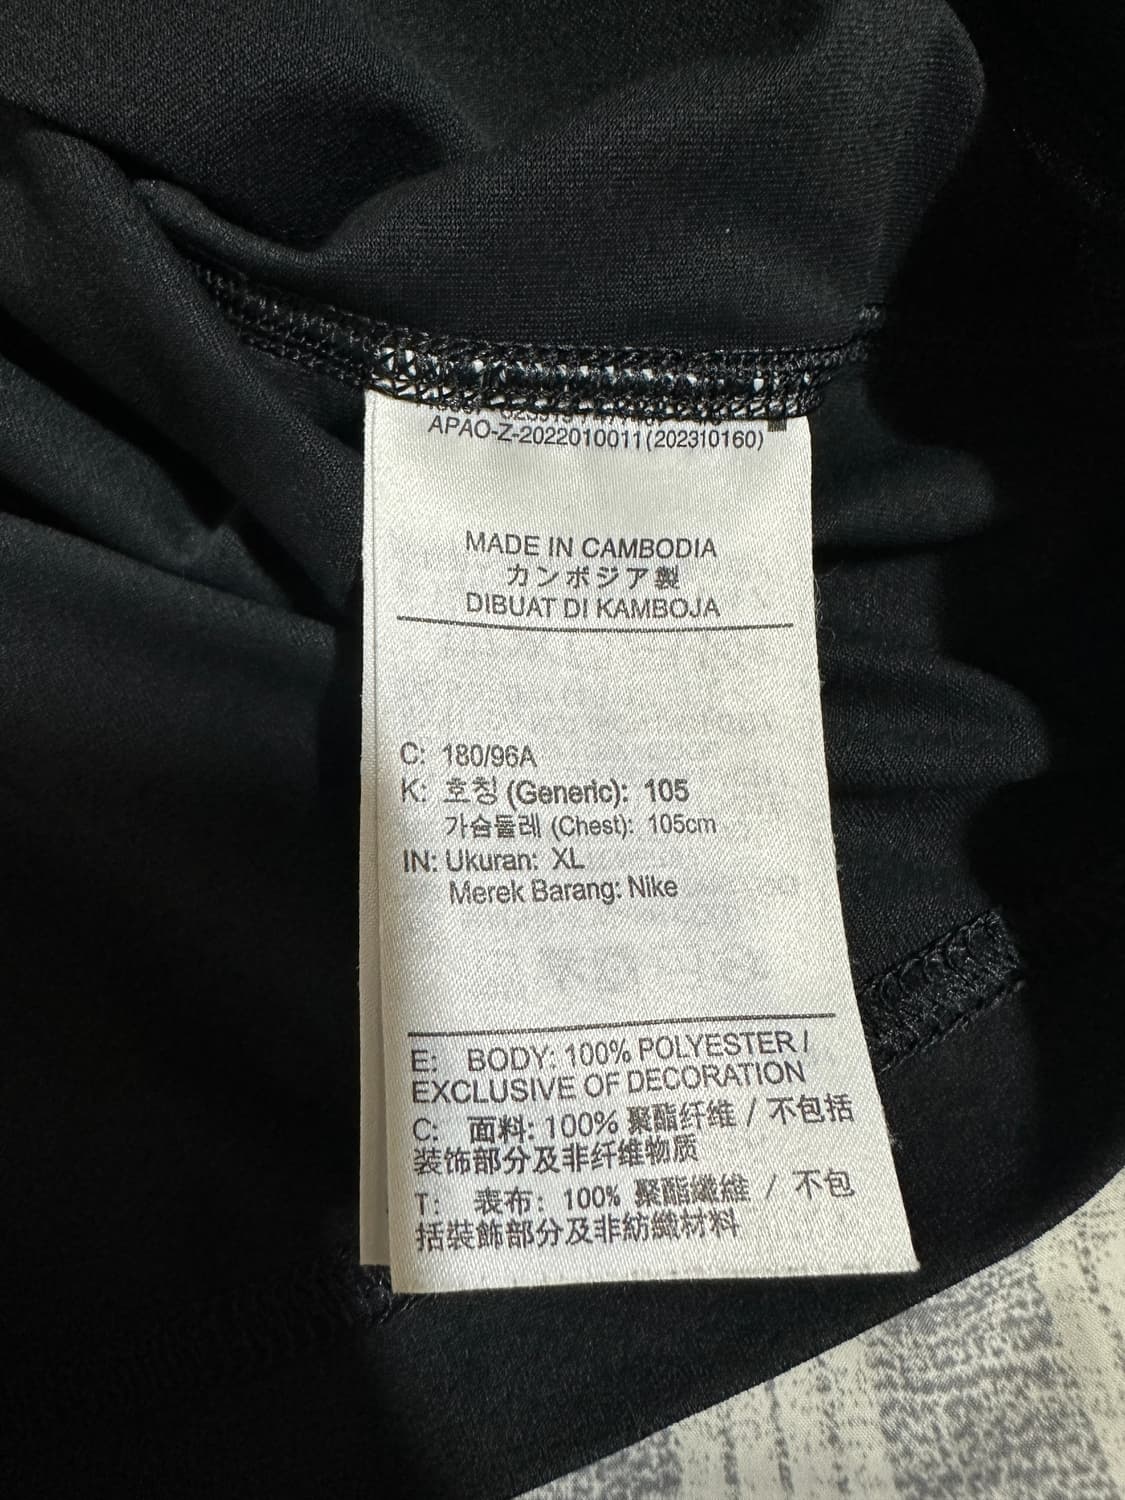 APAO-Z-2022010011(202310160)
MADE IN CAMBODIA
カンボジア製
DIBUAT DI KAMBOJA
C: 180/96A
K: 호칭 (Generic): 105
가슴둘레 (Chest): 105cm
IN: Ukuran: XL
Merek Barang: Nike
E: BODY: 100% POLYESTER /
EXCLUSIVE OF DECORATION
C: 面料: 100% 聚酯纤维 / 不包括
装饰部分及非纤维物质
T: 表布: 100% 聚酯纖維 / 不包
括裝飾部分及非紡織材料